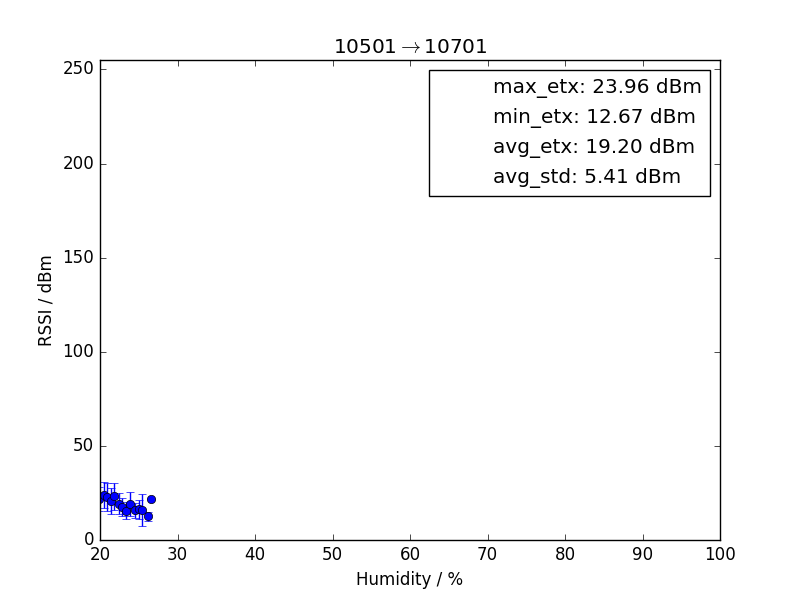 10501→10701
max_etx: 23.96 dBm
min_etx: 12.67 dBm
avg_etx: 19.20 dBm
avg_std: 5.41 dBm
RSSI / dBm
250
200
150
100
50
0
20 30 40 50 60 70 80 90 100
Humidity / %